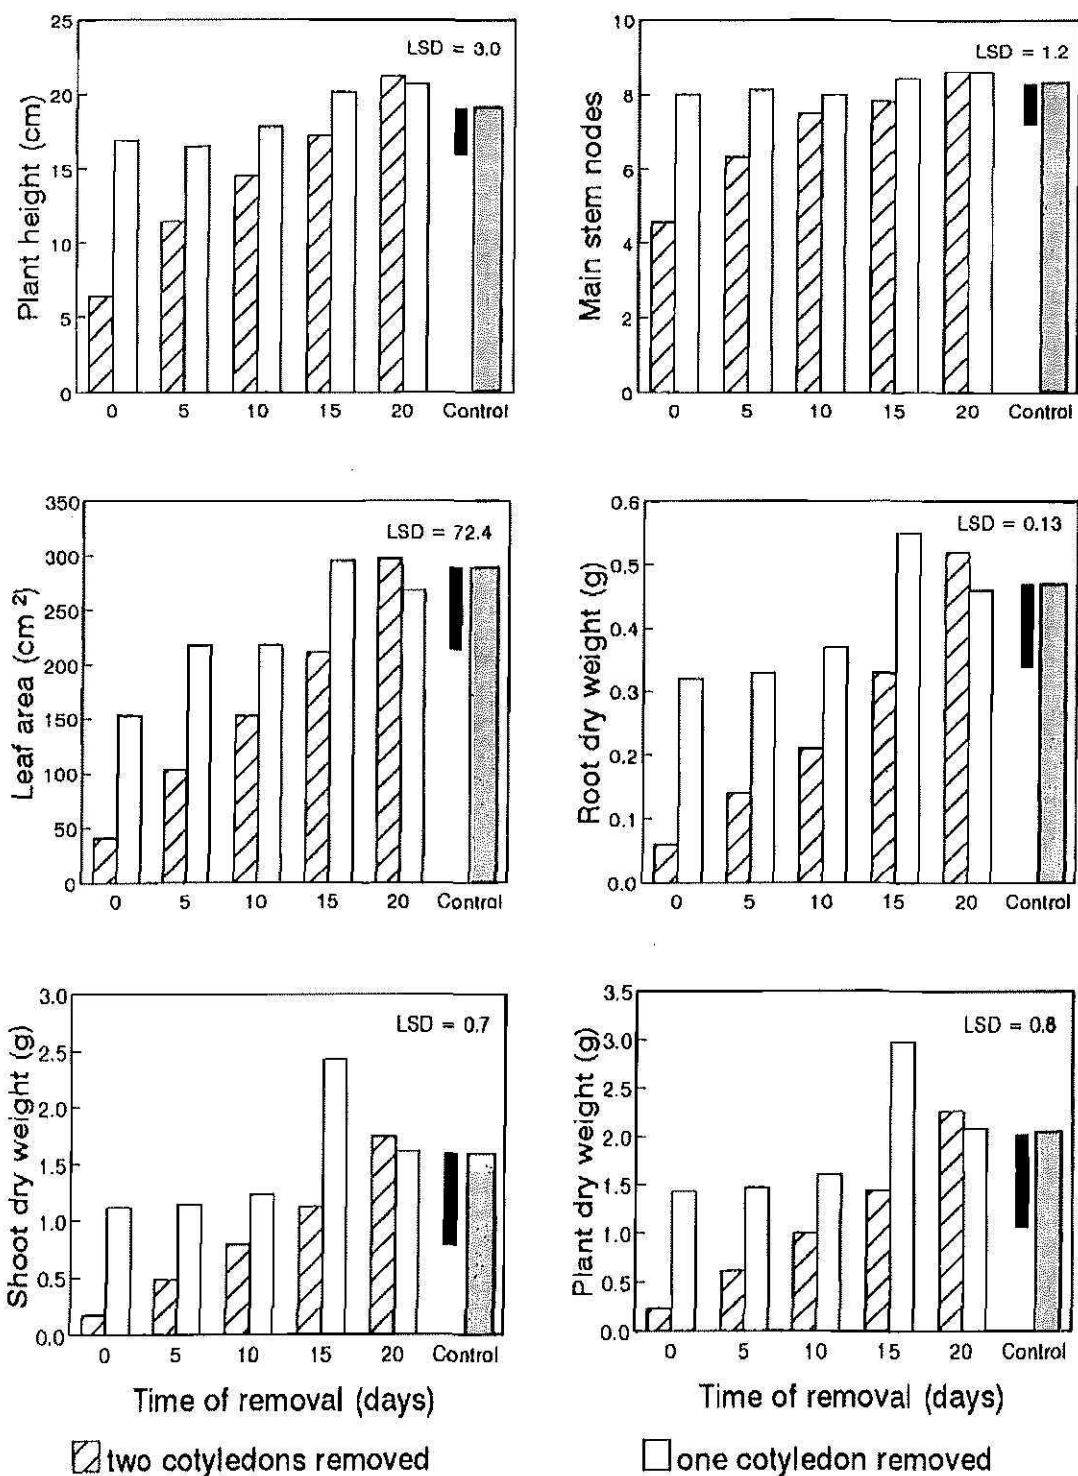 Plant height (cm)
25
20
15
10
5
0
LSD = 3.0
0 5 10 15 20 Control
Main stem nodes
10
8
6
4
2
0
LSD = 1.2
0 5 10 15 20 Control
Leaf area (cm 2)
350
300
250
200
150
100
50
0
LSD = 72.4
0 5 10 15 20 Control
Root dry weight (g)
0.6
0.5
0.4
0.3
0.2
0.1
0.0
LSD = 0.13
0 5 10 15 20 Control
Shoot dry weight (g)
3.0
2.5
2.0
1.5
1.0
0.5
0.0
LSD = 0.7
0 5 10 15 20 Control
Time of removal (days)
Plant dry weight (g)
3.5
3.0
2.5
2.0
1.5
1.0
0.5
0.0
LSD = 0.8
0 5 10 15 20 Control
Time of removal (days)
two cotyledons removed
one cotyledon removed